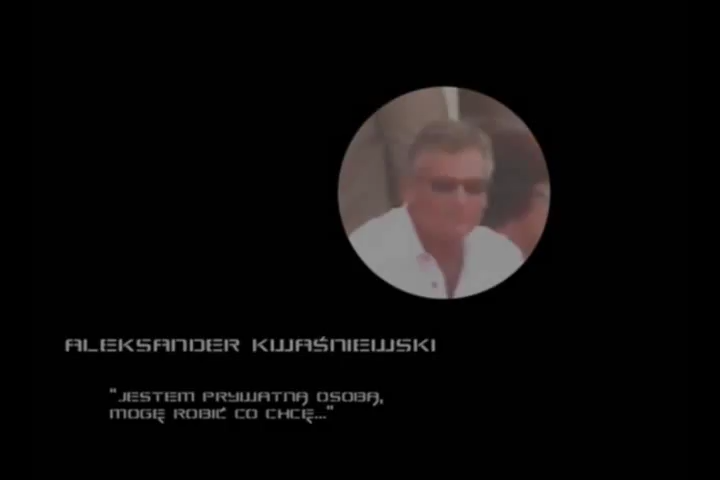 ALEKSANDER KWAŚNIEWSKI
"JESTEM PRYWATNĄ OSOBĄ,
MOGĘ ROBIĆ CO CHCĘ..."